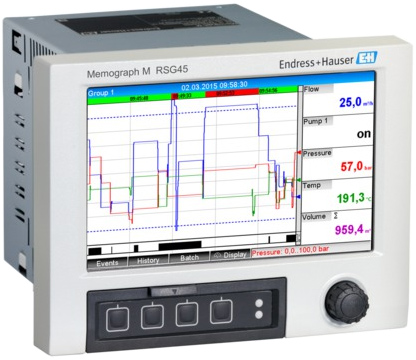 Memograph M RSG45
Endress+Hauser EH
Group 1
02.03.2015 09:58:30
Flow
25,0 m³/h
Pump 1
on
Pressure
57,0 bar
Temp
191,3 °C
Volume Σ
959,4
Events
History
Batch
Display
Pressure: 0,0..100,0 bar